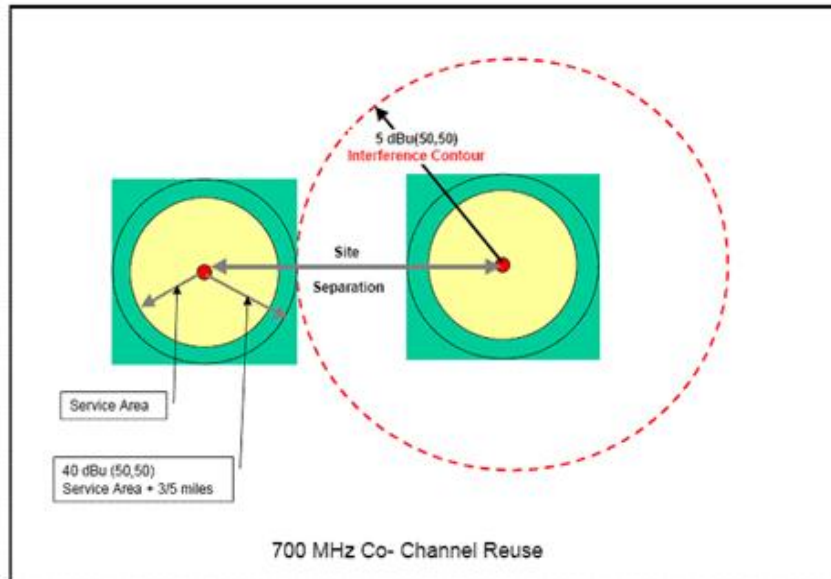 5 dBu(50,50)
Interference Contour
Site
Separation
Service Area
40 dBu (50,50)
Service Area + 3/5 miles
700 MHz Co- Channel Reuse